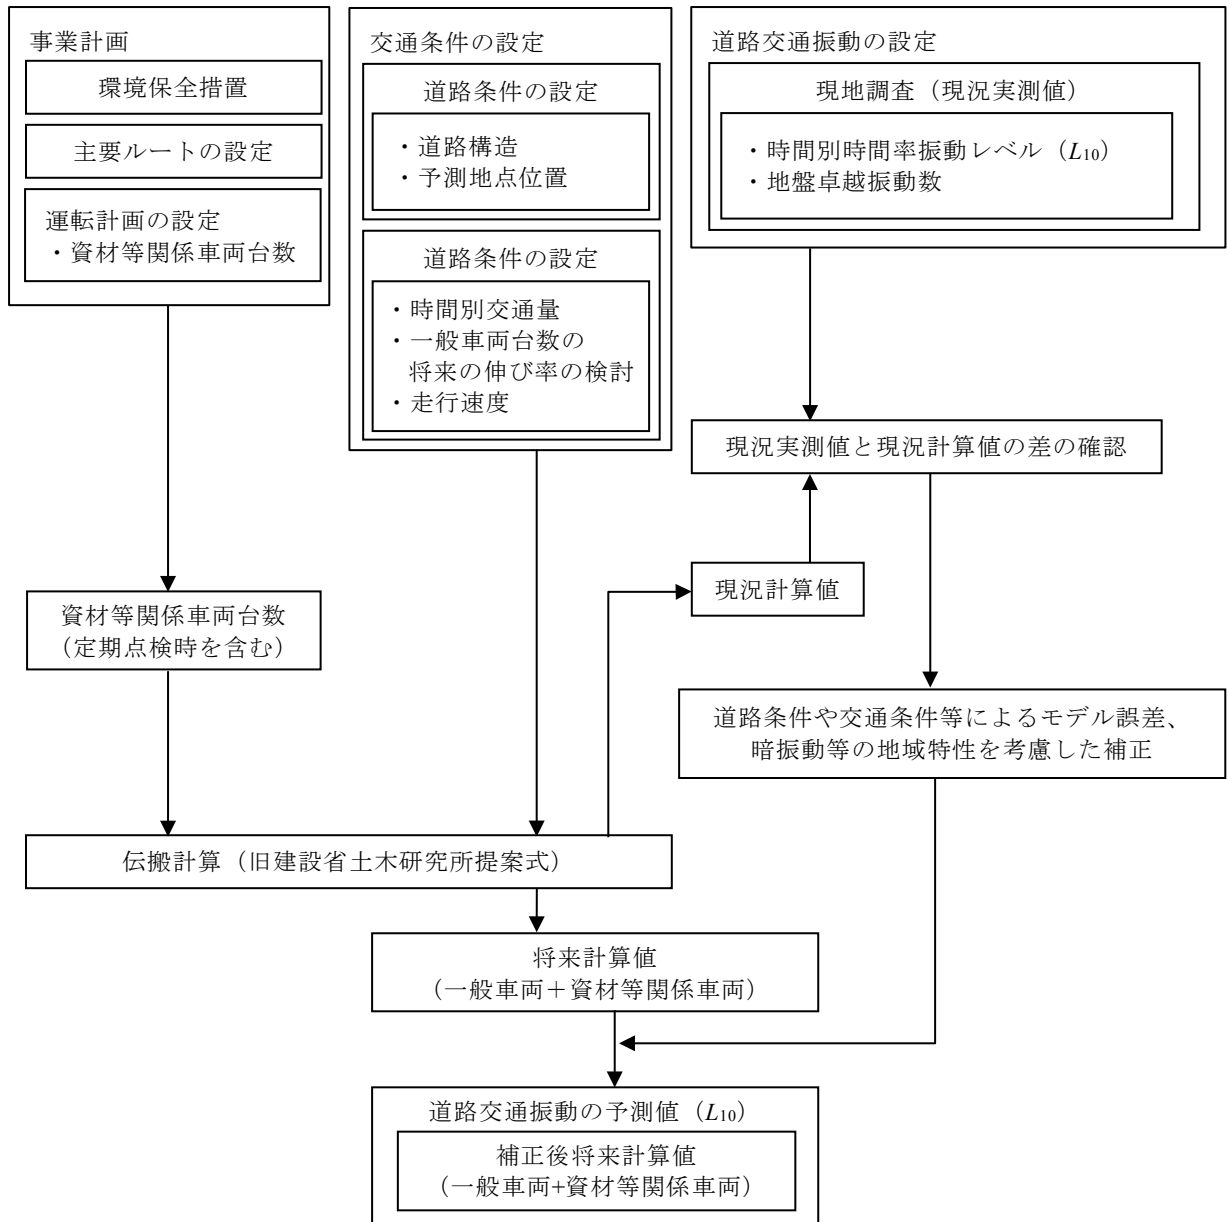 事業計画
環境保全措置
主要ルートの設定
運転計画の設定
・資材等関係車両台数
交通条件の設定
道路条件の設定
・道路構造
・予測地点位置
道路条件の設定
・時間別交通量
・一般車両台数の
将来の伸び率の検討
・走行速度
道路交通振動の設定
現地調査（現況実測値）
・時間別時間率振動レベル（L10）
・地盤卓越振動数
現況実測値と現況計算値の差の確認
現況計算値
資材等関係車両台数
（定期点検時を含む）
道路条件や交通条件等によるモデル誤差、
暗振動等の地域特性を考慮した補正
伝搬計算（旧建設省土木研究所提案式）
将来計算値
（一般車両＋資材等関係車両）
道路交通振動の予測値（L10）
補正後将来計算値
（一般車両+資材等関係車両）